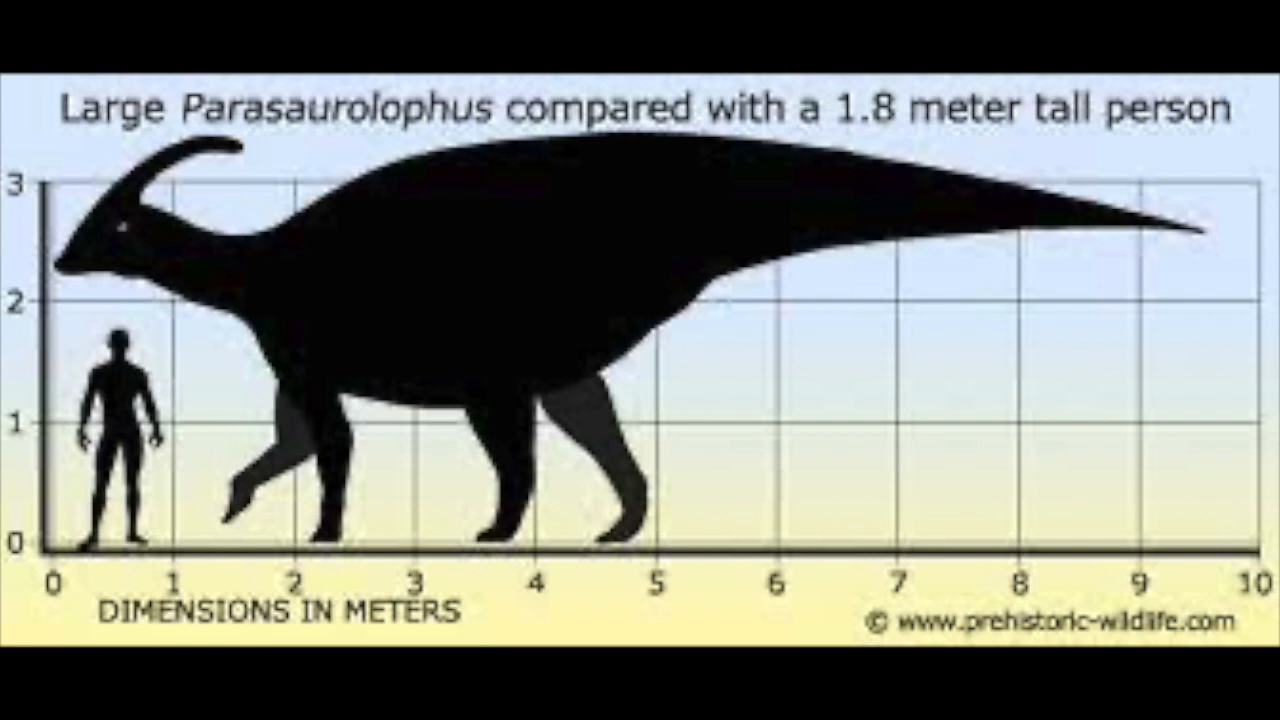 Large Parasaurolophus compared with a 1.8 meter tall person
3
2
1
0
0 1 2 3 4 5 6 7 8 9 10
DIMENSIONS IN METERS
© www.prehistoric-wildlife.com